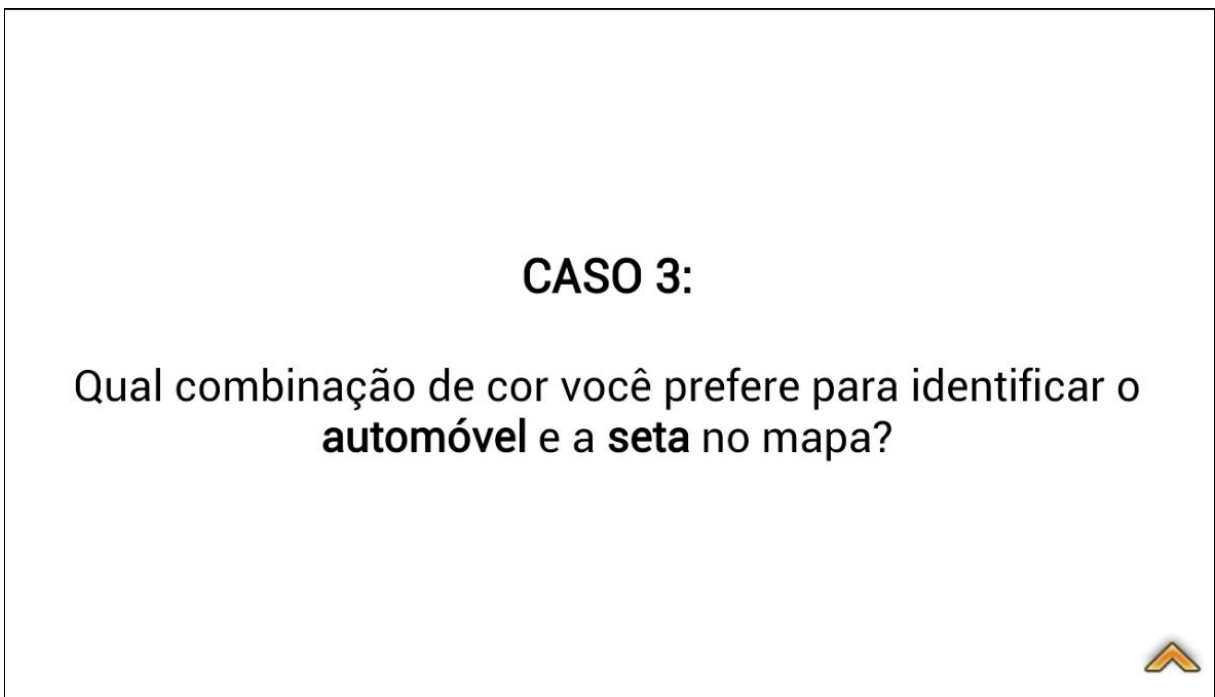 CASO 3:
Qual combinação de cor você prefere para identificar o
automóvel e a seta no mapa?